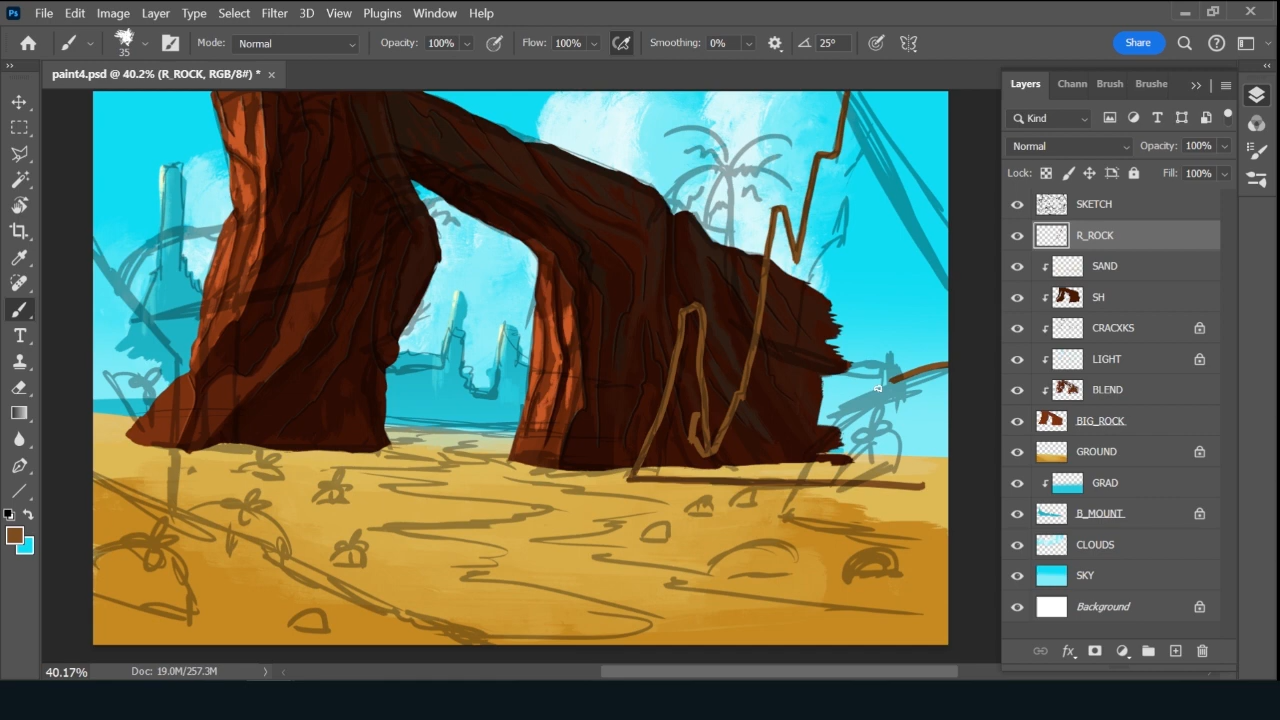 Ps File Edit Image Layer Type Select Filter 3D View Plugins Window Help
35 Mode: Normal Opacity: 100% Flow: 100% Smoothing: 0% 25° Share
paint4.psd @ 40.2% (R_ROCK, RGB/8#) * ×
Layers Chann Brush Brushe
Kind
Normal Opacity: 100%
Lock: Fill: 100%
SKETCH
R_ROCK
SAND
SH
CRACXKS
LIGHT
BLEND
BIG_ROCK
GROUND
GRAD
B_MOUNT
CLOUDS
SKY
Background
fx
40.17% Doc: 19.0M/257.3M